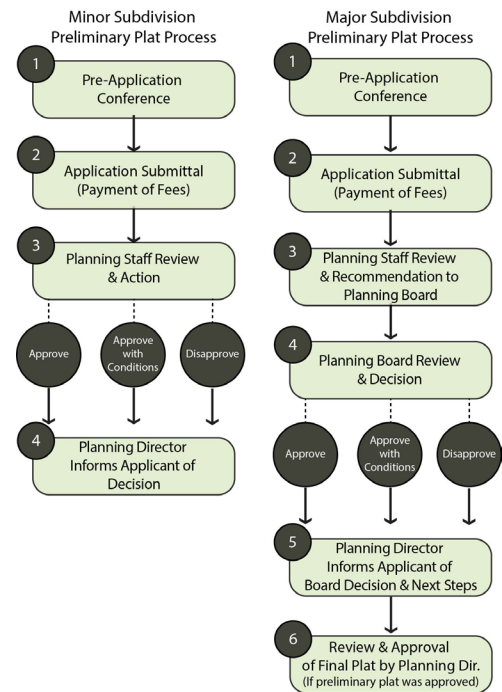 Minor Subdivision
Preliminary Plat Process
1
Pre-Application
Conference
2
Application Submittal
(Payment of Fees)
3
Planning Staff Review
& Action
Approve
Approve
with
Conditions
Disapprove
4
Planning Director
Informs Applicant of
Decision
Major Subdivision
Preliminary Plat Process
1
Pre-Application
Conference
2
Application Submittal
(Payment of Fees)
3
Planning Staff Review
& Recommendation to
Planning Board
4
Planning Board Review
& Decision
Approve
Approve
with
Conditions
Disapprove
5
Planning Director
Informs Applicant of
Board Decision & Next Steps
6
Review & Approval
of Final Plat by Planning Dir.
(If preliminary plat was approved)